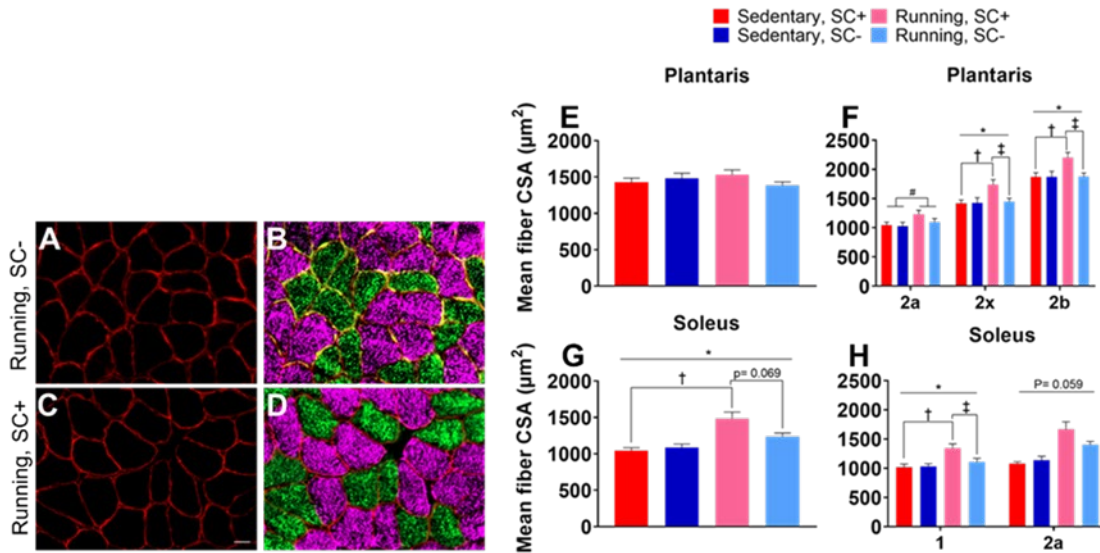 Sedentary, SC+ Running, SC+
Sedentary, SC- Running, SC-
Plantaris
E
Mean fiber CSA (µm²)
2000
1500
1000
500
0
Plantaris
F
2500
2000
1500
1000
500
0
#
*
†
‡
*
†
‡
2a 2x 2b
Running, SC-
A
B
Running, SC+
C
D
Soleus
G
Mean fiber CSA (µm²)
2000
1500
1000
500
0
*
†
p= 0.069
Soleus
H
2500
2000
1500
1000
500
0
*
†
‡
P= 0.059
1 2a